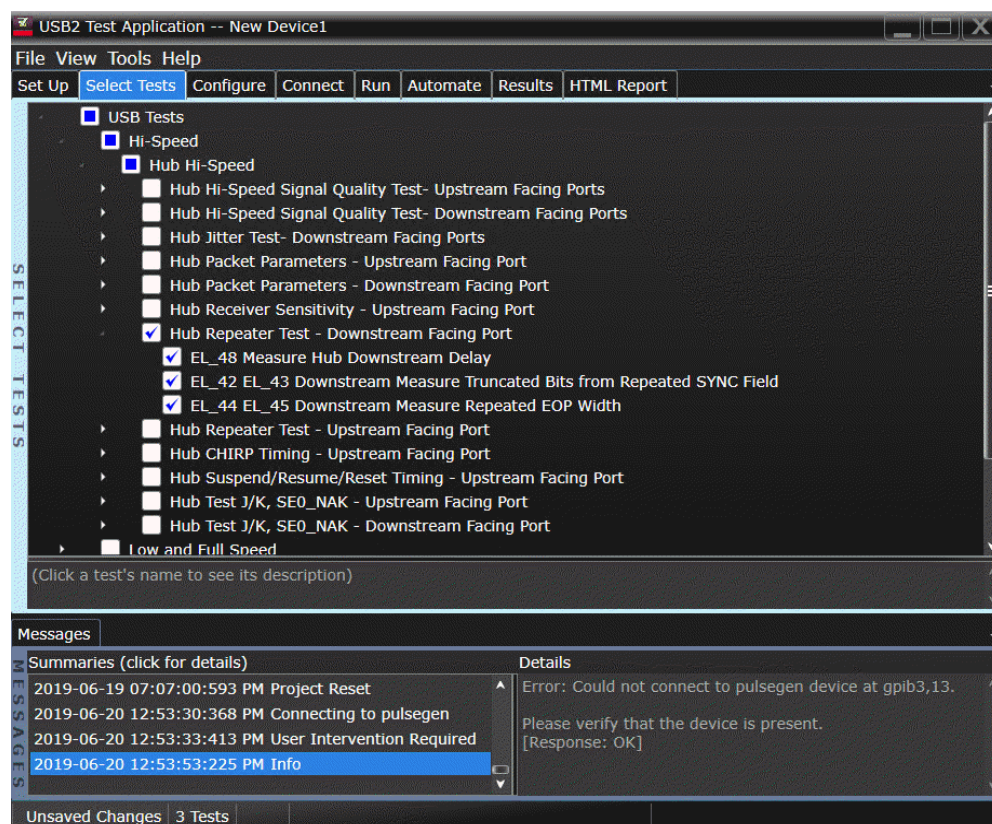 USB2 Test Application -- New Device1
File View Tools Help
Set Up Select Tests Configure Connect Run Automate Results HTML Report
USB Tests
Hi-Speed
Hub Hi-Speed
Hub Hi-Speed Signal Quality Test- Upstream Facing Ports
Hub Hi-Speed Signal Quality Test- Downstream Facing Ports
Hub Jitter Test- Downstream Facing Ports
Hub Packet Parameters - Upstream Facing Port
Hub Packet Parameters - Downstream Facing Port
Hub Receiver Sensitivity - Upstream Facing Port
Hub Repeater Test - Downstream Facing Port
EL_48 Measure Hub Downstream Delay
EL_42 EL_43 Downstream Measure Truncated Bits from Repeated SYNC Field
EL_44 EL_45 Downstream Measure Repeated EOP Width
Hub Repeater Test - Upstream Facing Port
Hub CHIRP Timing - Upstream Facing Port
Hub Suspend/Resume/Reset Timing - Upstream Facing Port
Hub Test J/K, SE0_NAK - Upstream Facing Port
Hub Test J/K, SE0_NAK - Downstream Facing Port
Low and Full Speed
SELECT TESTS
(Click a test's name to see its description)
Messages
MESSAGES
Summaries (click for details)
2019-06-19 07:07:00:593 PM Project Reset
2019-06-20 12:53:30:368 PM Connecting to pulsegen
2019-06-20 12:53:33:413 PM User Intervention Required
2019-06-20 12:53:53:225 PM Info
Details
Error: Could not connect to pulsegen device at gpib3,13.
Please verify that the device is present.
[Response: OK]
Unsaved Changes 3 Tests